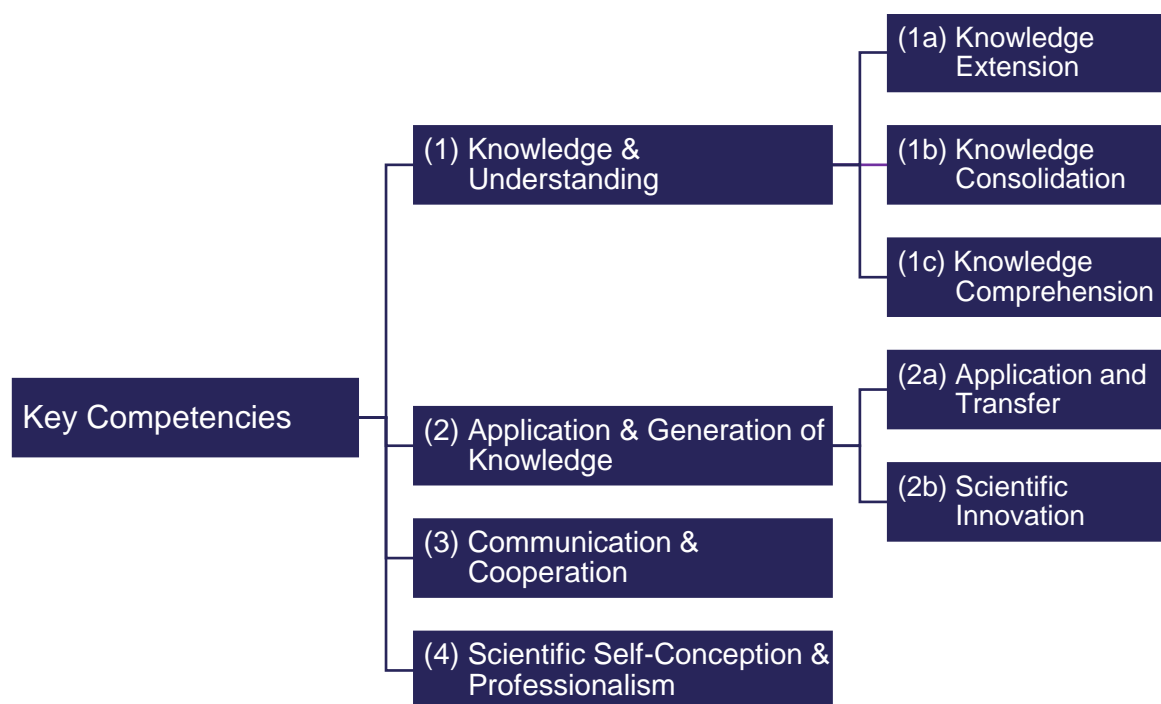 Key Competencies
(1) Knowledge &
Understanding
(1a) Knowledge
Extension
(1b) Knowledge
Consolidation
(1c) Knowledge
Comprehension
(2) Application & Generation of
Knowledge
(2a) Application and
Transfer
(2b) Scientific
Innovation
(3) Communication &
Cooperation
(4) Scientific Self-Conception &
Professionalism